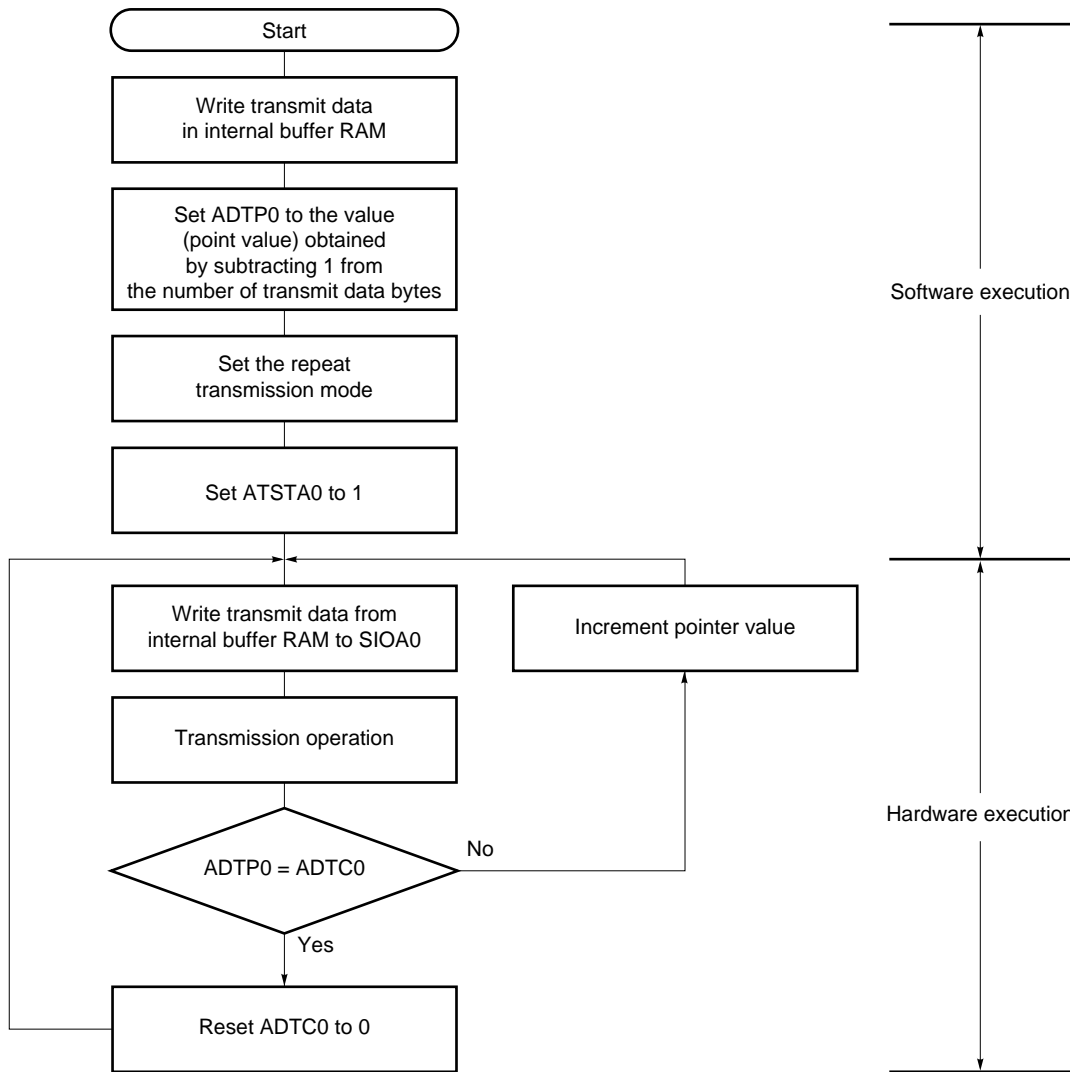 Start
Write transmit data
in internal buffer RAM
Set ADTP0 to the value
(point value) obtained
by subtracting 1 from
the number of transmit data bytes
Software execution
Set the repeat
transmission mode
Set ATSTA0 to 1
Write transmit data from
internal buffer RAM to SIOA0
Increment pointer value
Transmission operation
Hardware execution
ADTP0 = ADTC0
No
Yes
Reset ADTC0 to 0